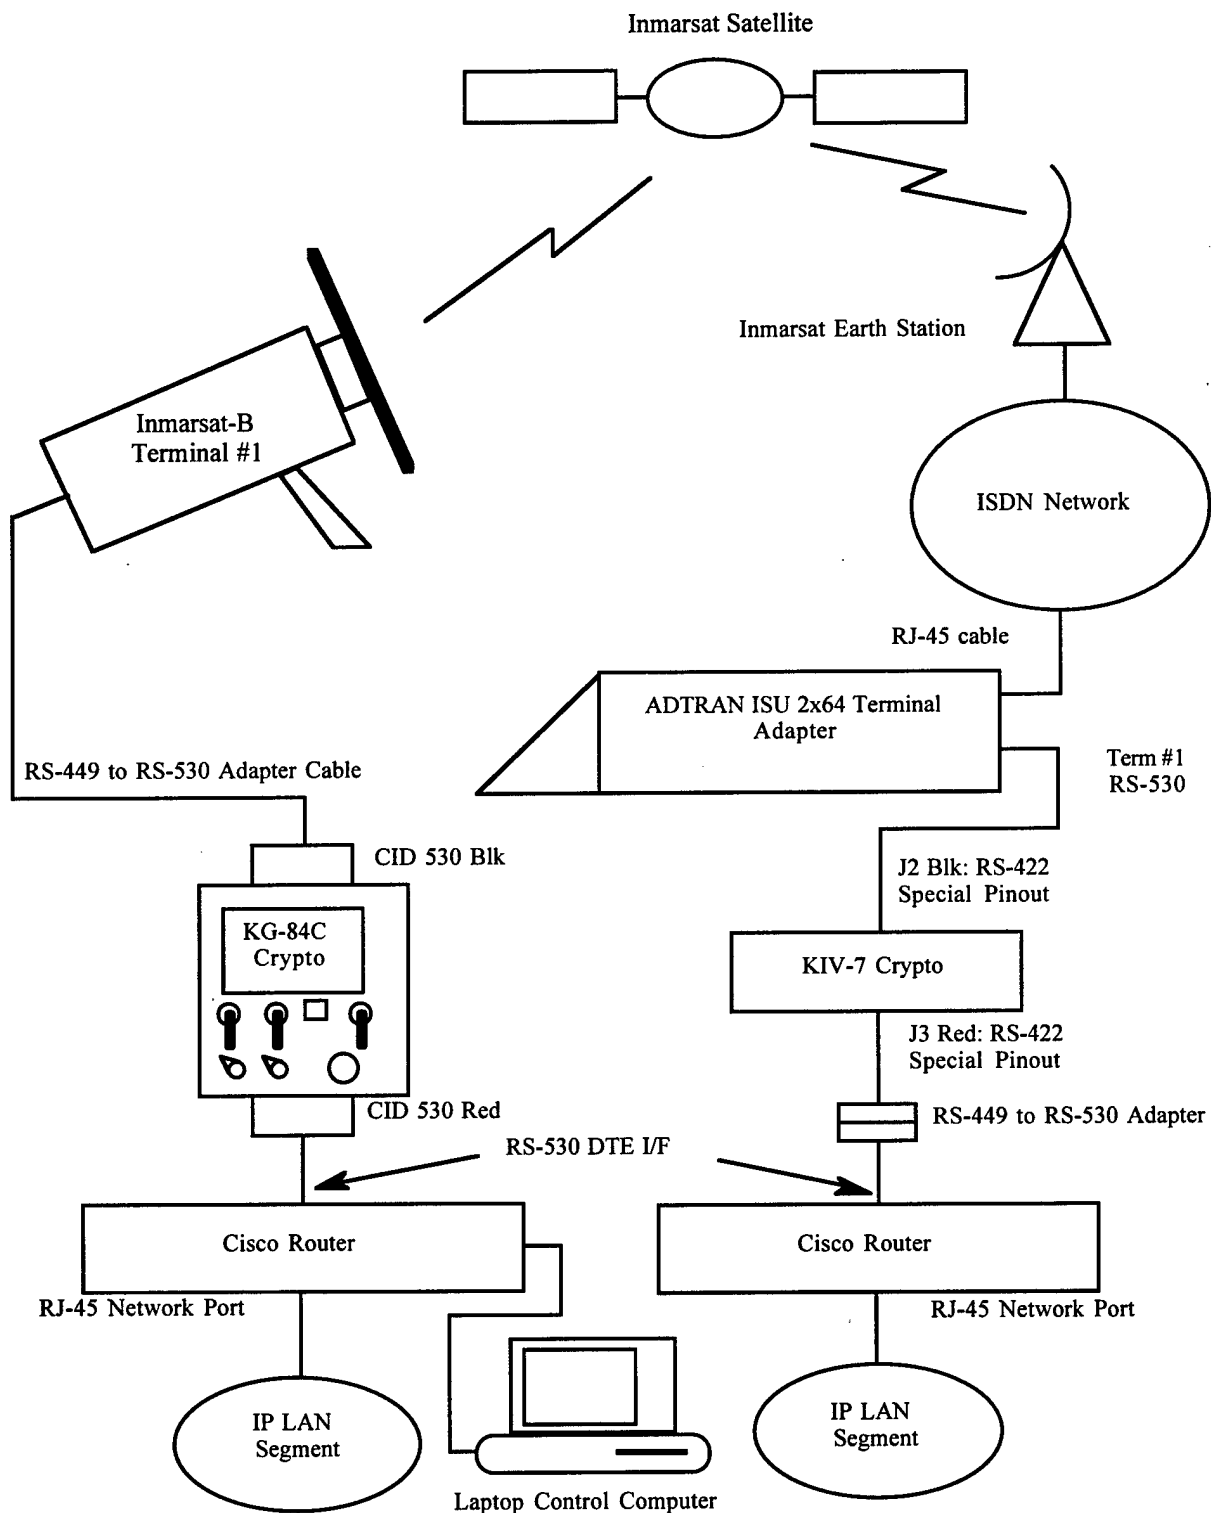 Inmarsat Satellite
Inmarsat Earth Station
Inmarsat-B
Terminal #1
ISDN Network
RJ-45 cable
ADTRAN ISU 2x64 Terminal
Adapter
Term #1
RS-530
RS-449 to RS-530 Adapter Cable
CID 530 Blk
J2 Blk: RS-422
Special Pinout
KG-84C
Crypto
KIV-7 Crypto
J3 Red: RS-422
Special Pinout
CID 530 Red
RS-449 to RS-530 Adapter
RS-530 DTE I/F
Cisco Router
Cisco Router
RJ-45 Network Port
RJ-45 Network Port
IP LAN
Segment
IP LAN
Segment
Laptop Control Computer